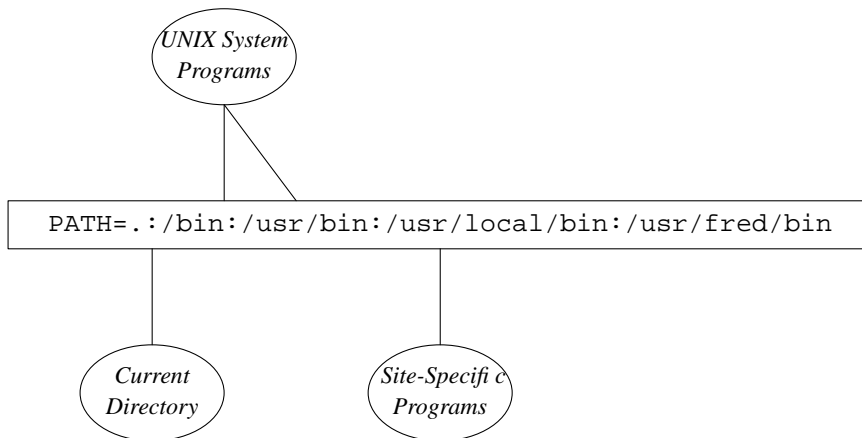 UNIX System
Programs
PATH=.:/bin:/usr/bin:/usr/local/bin:/usr/fred/bin
Current
Directory
Site-Specifi c
Programs